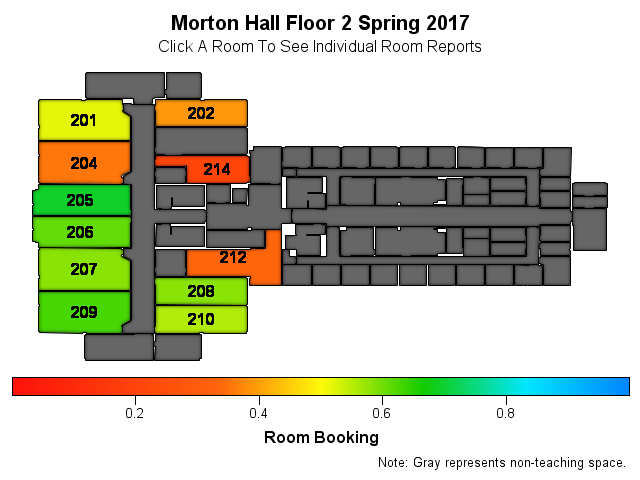 Morton Hall Floor 2 Spring 2017
Click A Room To See Individual Room Reports
201
202
204
214
205
206
207
212
208
209
210
0.2 0.4 0.6 0.8
Room Booking
Note: Gray represents non-teaching space.